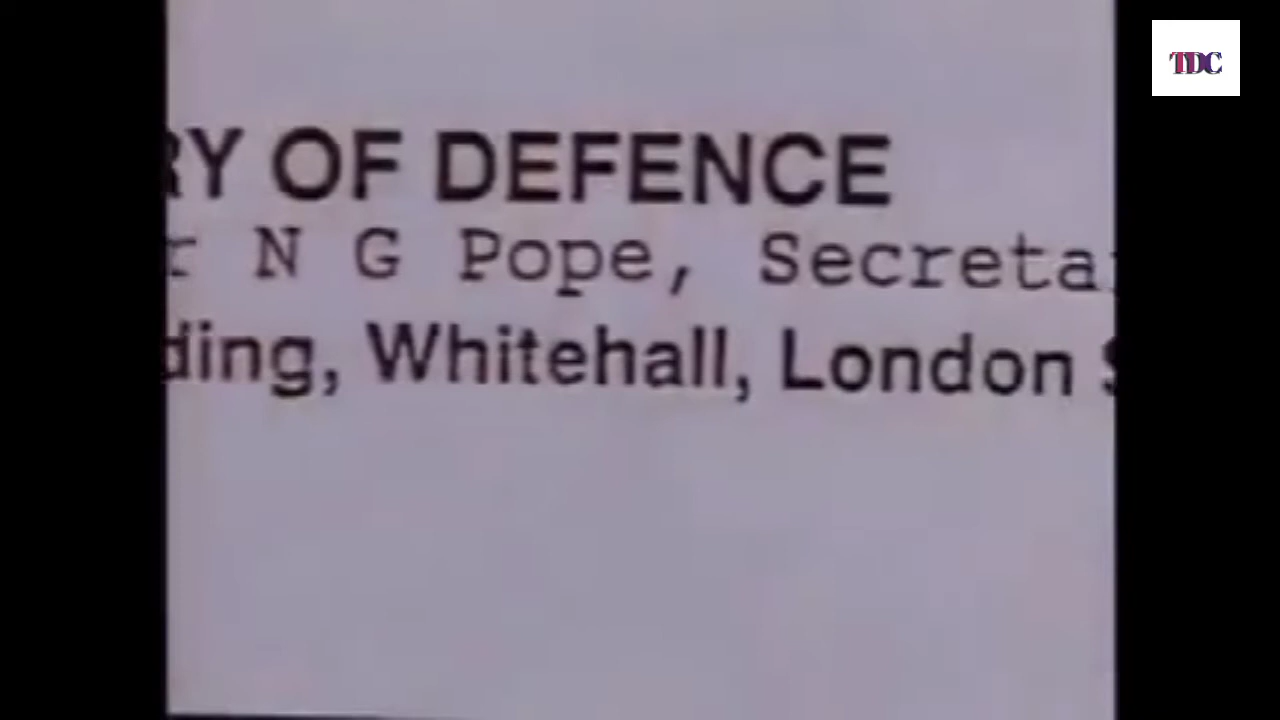 TDC
RY OF DEFENCE
r N G Pope, Secreta
ding, Whitehall, London S